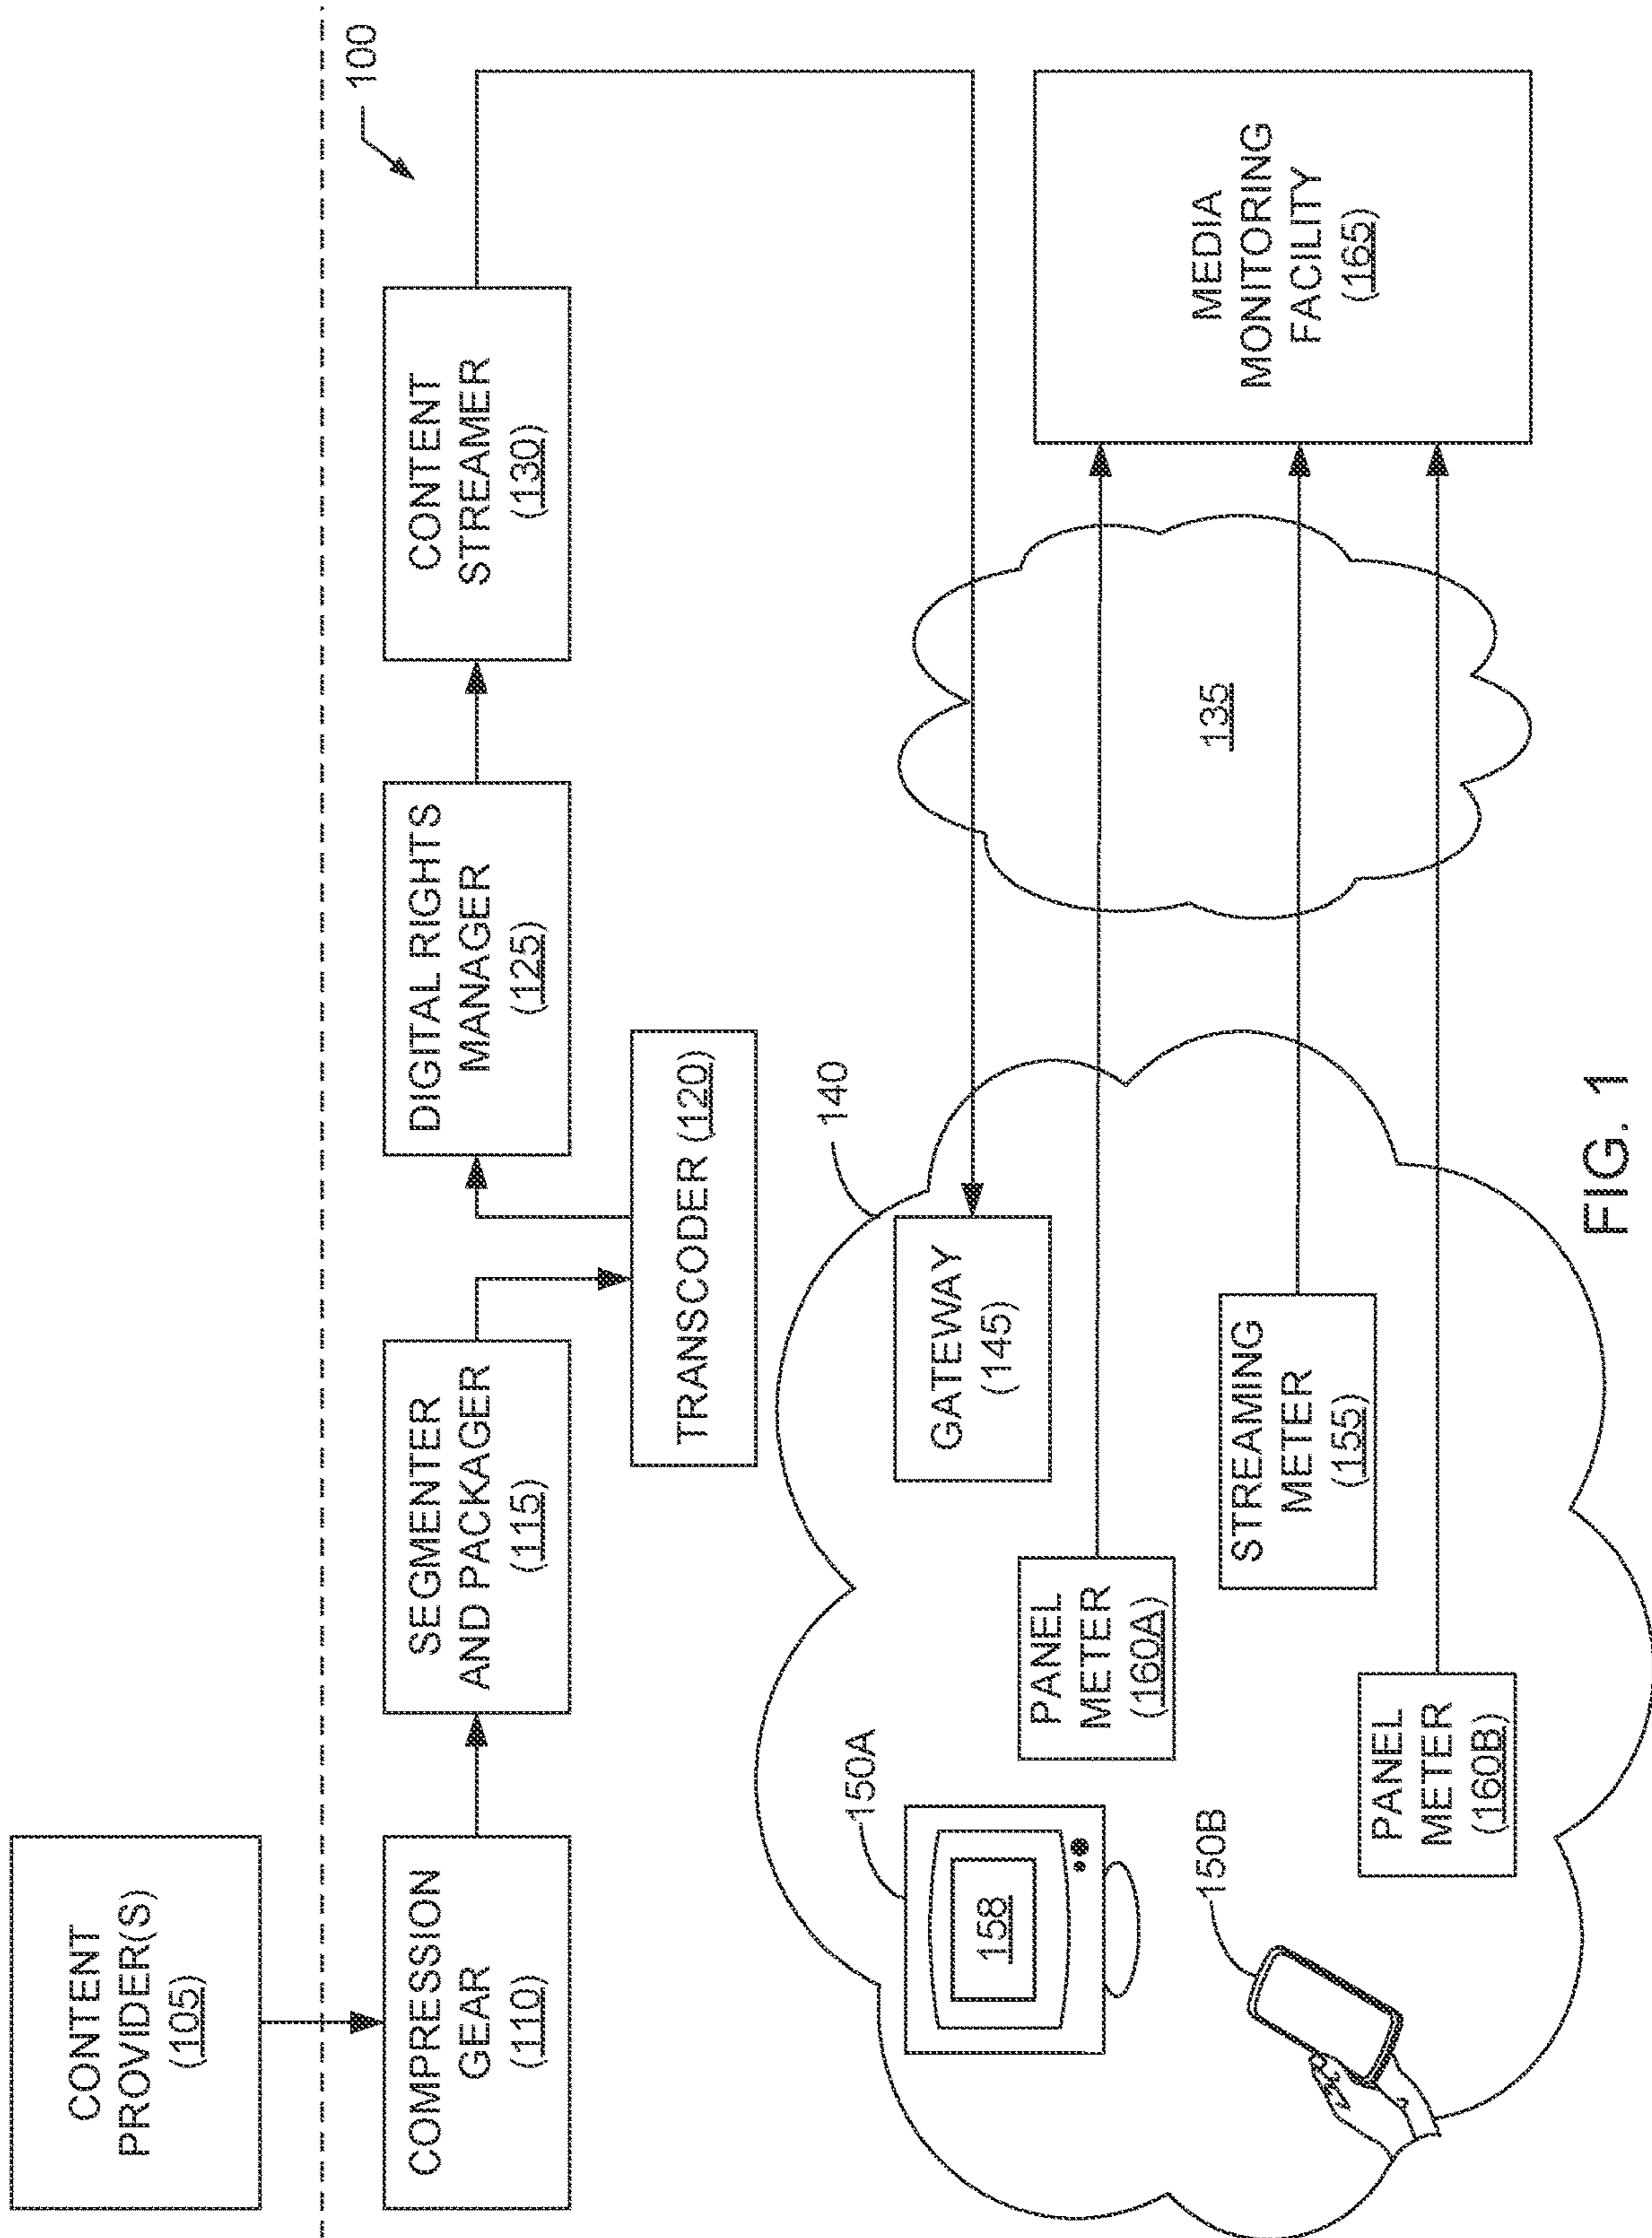 CONTENT
PROVIDER(S)
(105)
100
COMPRESSION
GEAR
(110)
SEGMENTER
AND PACKAGER
(115)
TRANSCODER (120)
DIGITAL RIGHTS
MANAGER
(125)
CONTENT
STREAMER
(130)
140
GATEWAY
(145)
135
150A
158
150B
PANEL
METER
(160A)
STREAMING
METER
(155)
PANEL
METER
(160B)
MEDIA
MONITORING
FACILITY
(165)
FIG. 1